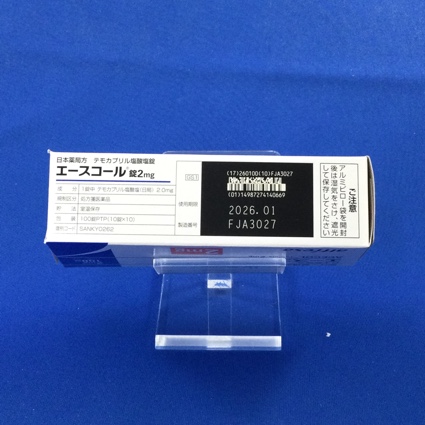 日本薬局方 テモカプリル塩酸塩錠
エースコール錠2mg
成 分 1錠中 テモカプリル塩酸塩(日局) 2.0mg
規制区分 処方箋医薬品
貯 法 室温保存
包 装 100錠PTP(10錠×10)
SANKYO262
(17)260100(10)FJA3027
(01)14987274140669
使用期限 2026.01
製造番号 FJA3027
ご注意
アルミピロー袋を開封
後は湿気をさけ、遮光
して保存してください